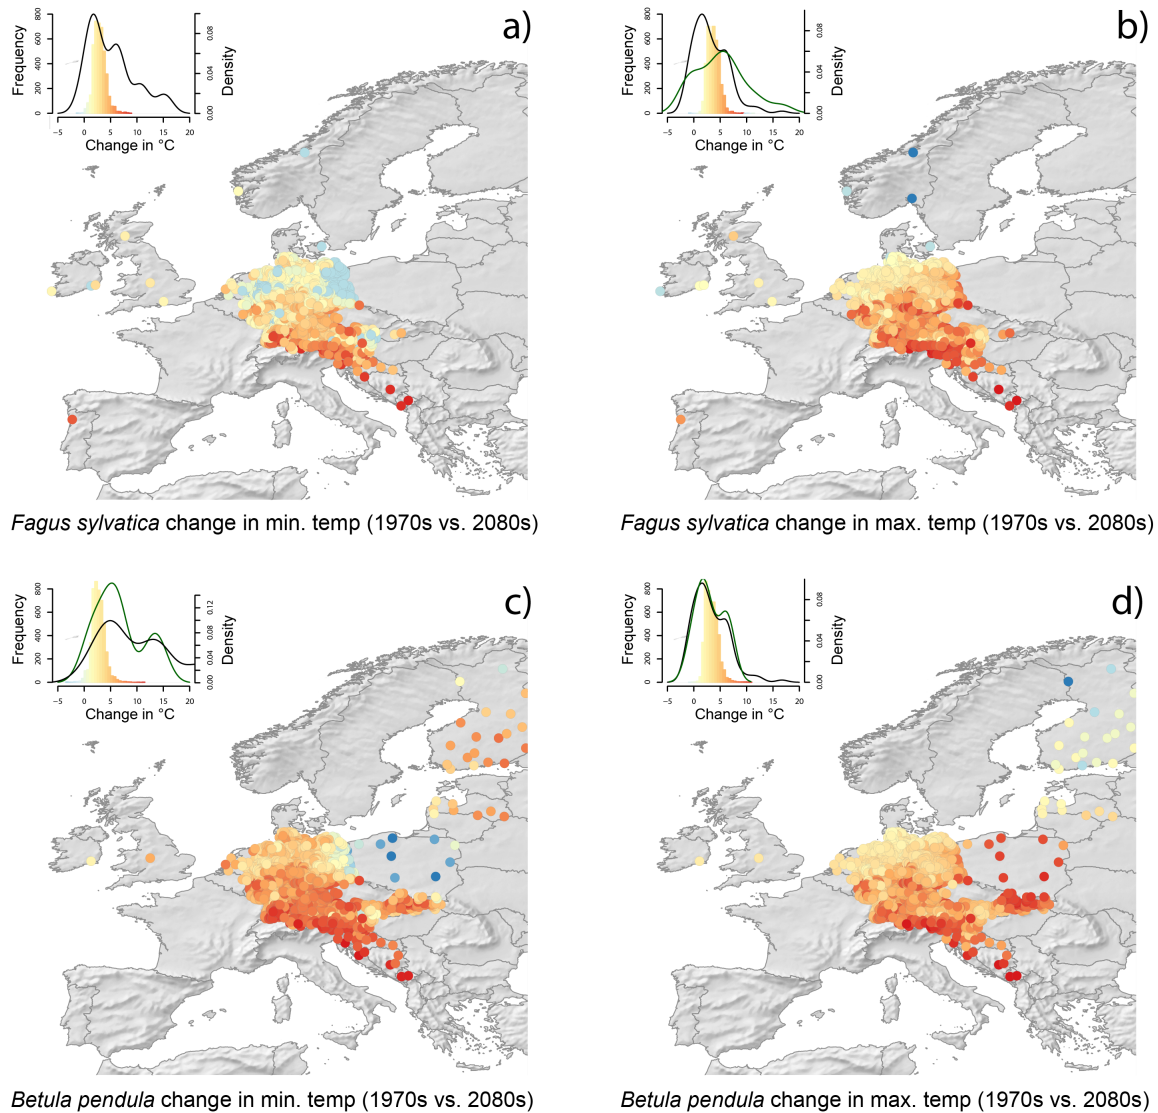 a)
Frequency
800
600
400
200
0
0.08
0.04
0.00
Density
−5 0 5 10 15 20
Change in °C
Fagus sylvatica change in min. temp (1970s vs. 2080s)
b)
Frequency
800
600
400
200
0
0.08
0.04
0.00
Density
−5 0 5 10 15 20
Change in °C
Fagus sylvatica change in max. temp (1970s vs. 2080s)
c)
Frequency
800
600
400
200
0
0.12
0.08
0.04
0.00
Density
−5 0 5 10 15 20
Change in °C
Betula pendula change in min. temp (1970s vs. 2080s)
d)
Frequency
800
600
400
200
0
0.08
0.04
0.00
Density
−5 0 5 10 15 20
Change in °C
Betula pendula change in max. temp (1970s vs. 2080s)